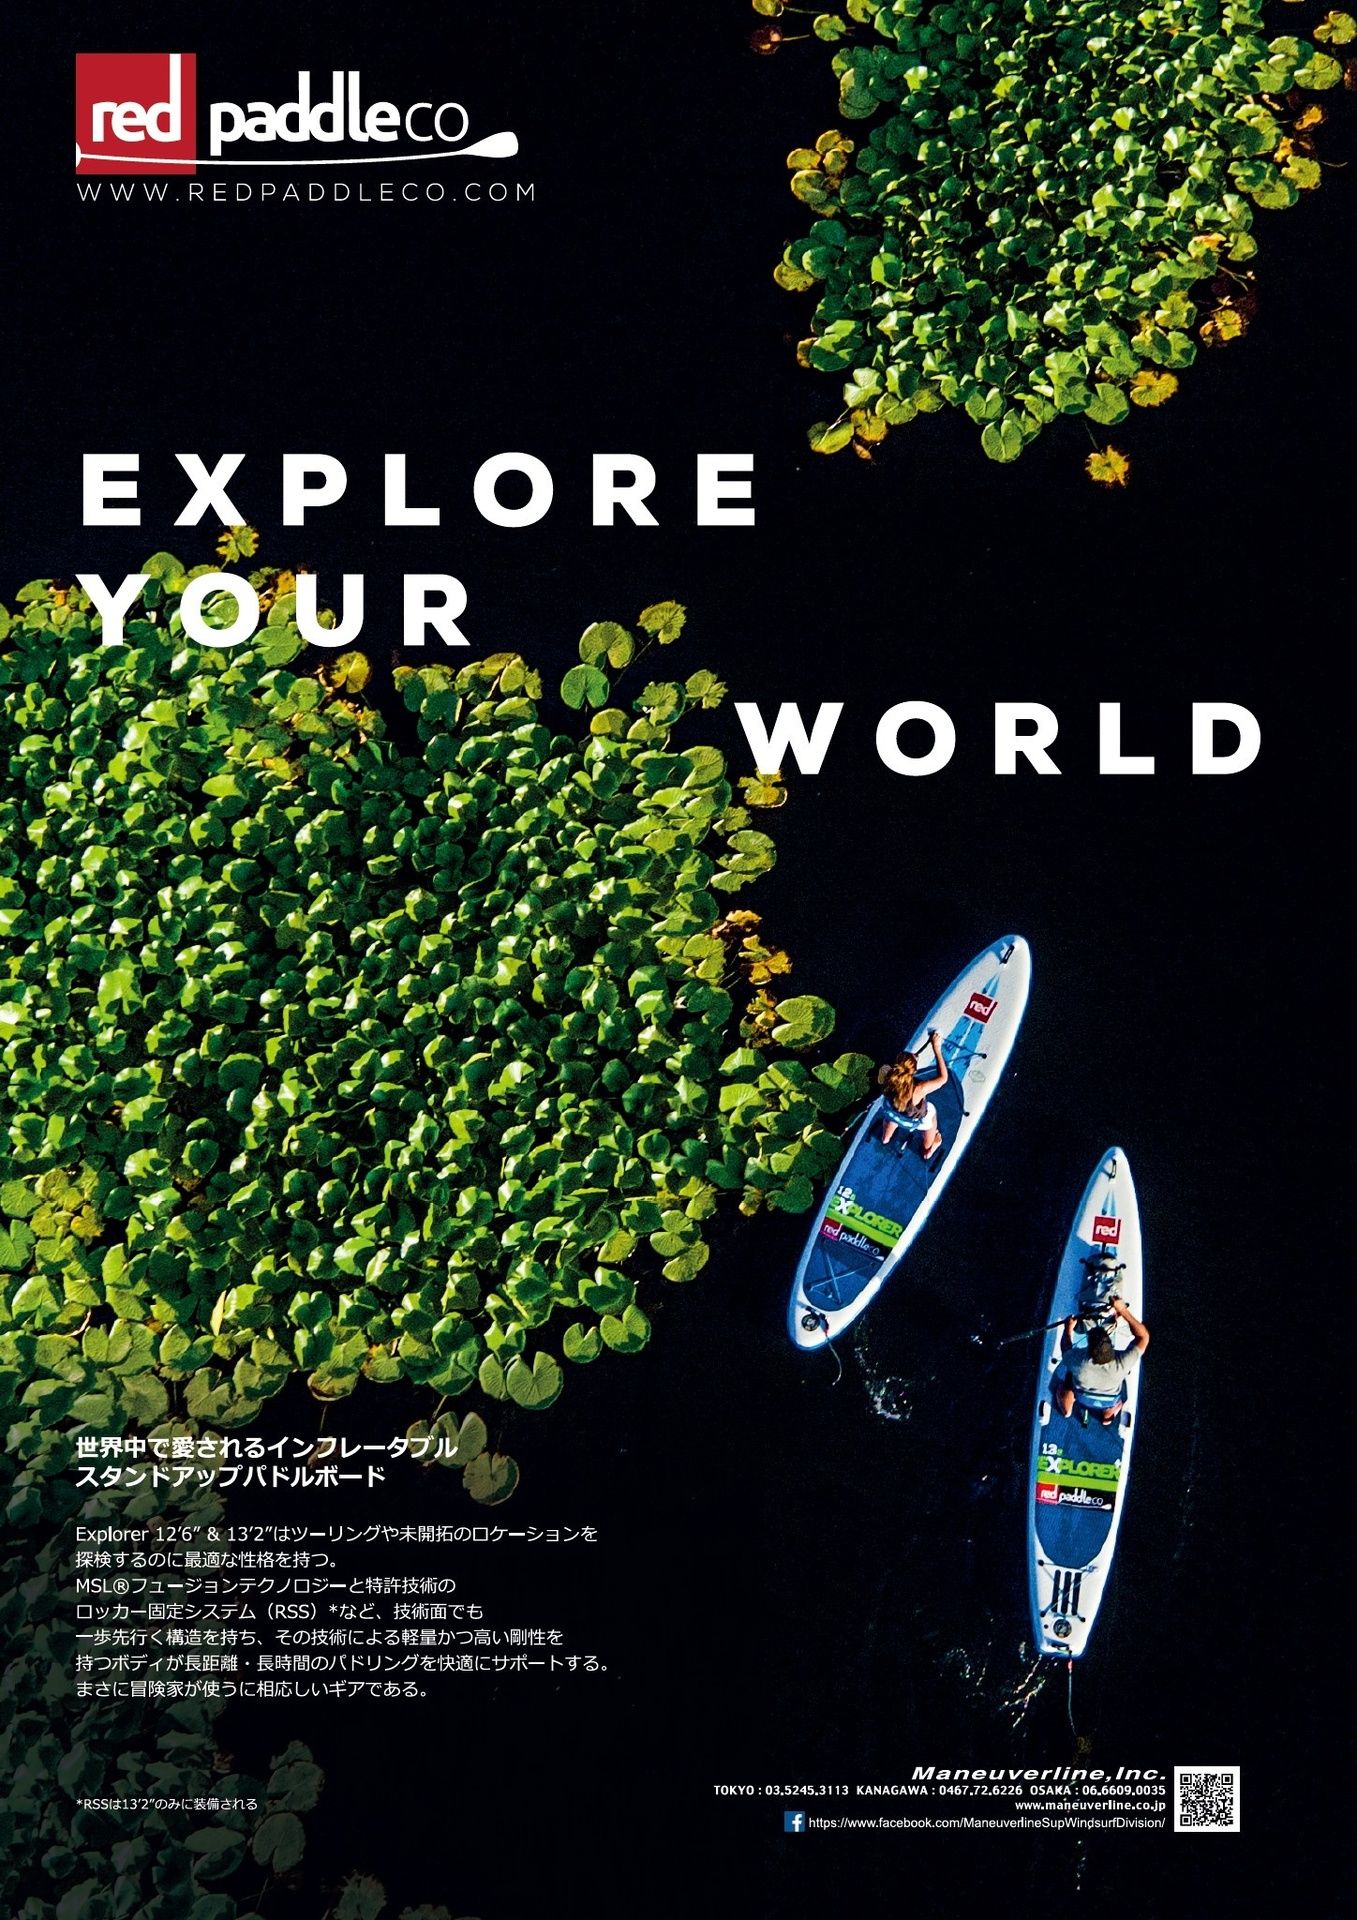 red paddleco
WWW.REDPADDLECO.COM
EXPLORE
YOUR
WORLD
red
12'6
EXPLORER
red paddleco
red
13'2
EXPLORER
red paddleco
世界中で愛されるインフレータブル
スタンドアップパドルボード
Explorer 12’6” & 13’2”はツーリングや未開拓のロケーションを
探検するのに最適な性格を持つ。
MSL®フュージョンテクノロジーと特許技術の
ロッカー固定システム（RSS）*など、技術面でも
一歩先行く構造を持ち、その技術による軽量かつ高い剛性を
持つボディが長距離・長時間のパドリングを快適にサポートする。
まさに冒険家が使うに相応しいギアである。
*RSSは13’2”のみに装備される
Maneuverline,Inc.
TOKYO : 03.5245.3113 KANAGAWA : 0467.72.6226 OSAKA : 06.6609.0035
www.maneuverline.co.jp
f https://www.facebook.com/ManeuverlineSupWindsurfDivision/